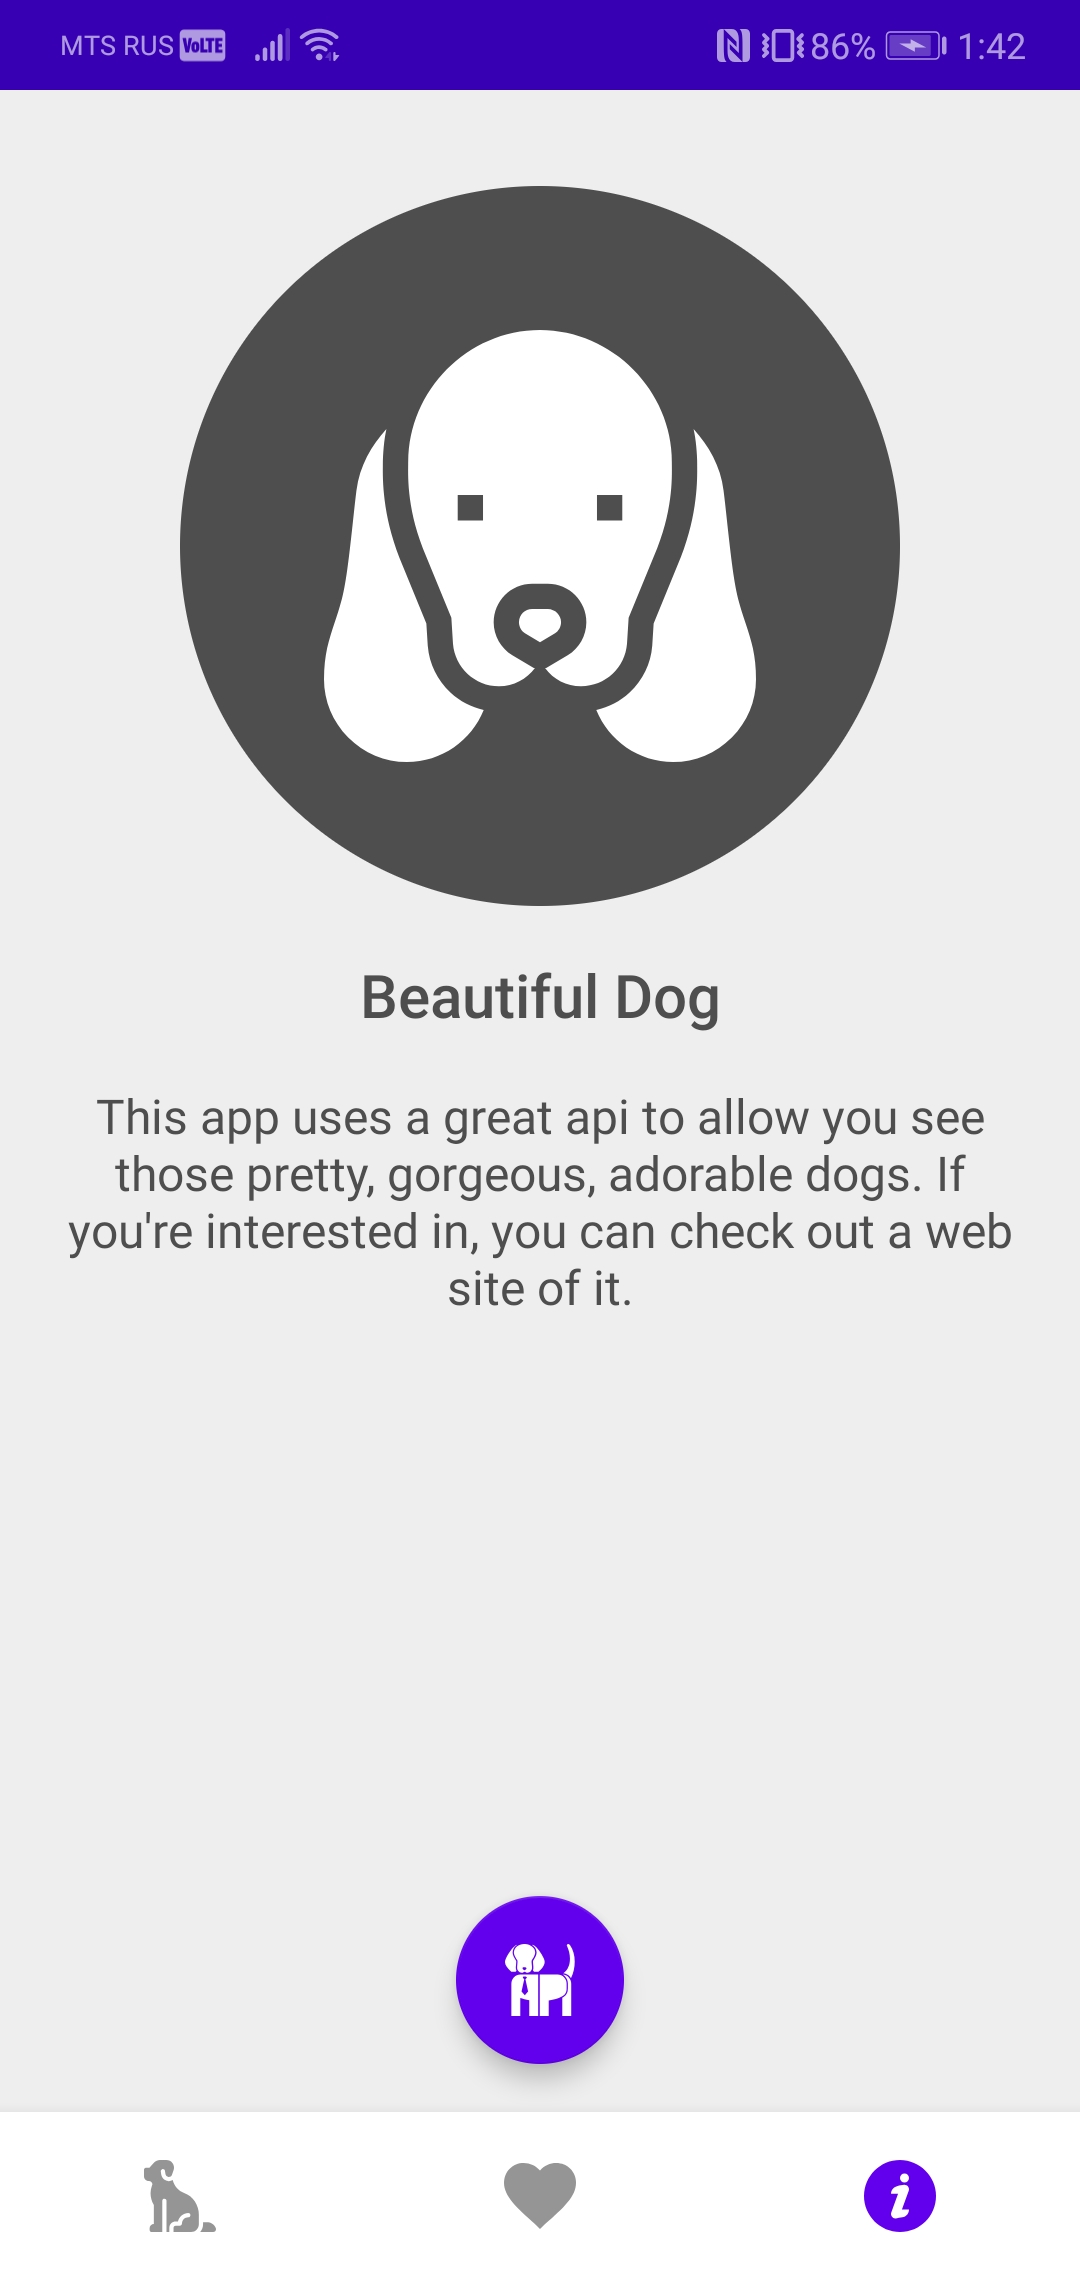 MTS RUS VoLTE 86% 1:42
Beautiful Dog
This app uses a great api to allow you see
those pretty, gorgeous, adorable dogs. If
you're interested in, you can check out a web
site of it.
API